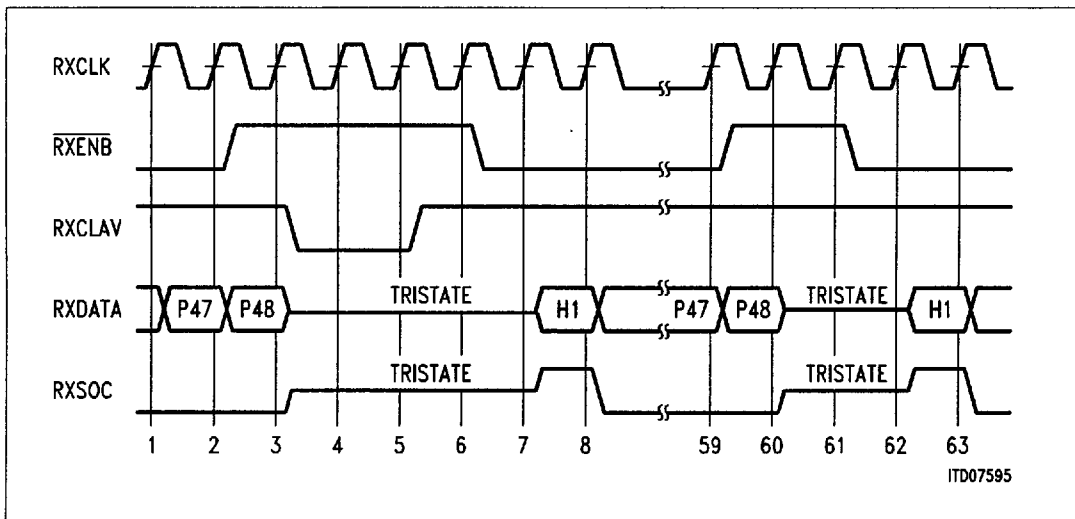 RXCLK
RXENB
RXCLAV
RXDATA P47 P48 TRISTATE H1 P47 P48 TRISTATE H1
RXSOC TRISTATE TRISTATE
1 2 3 4 5 6 7 8 59 60 61 62 63
ITD07595